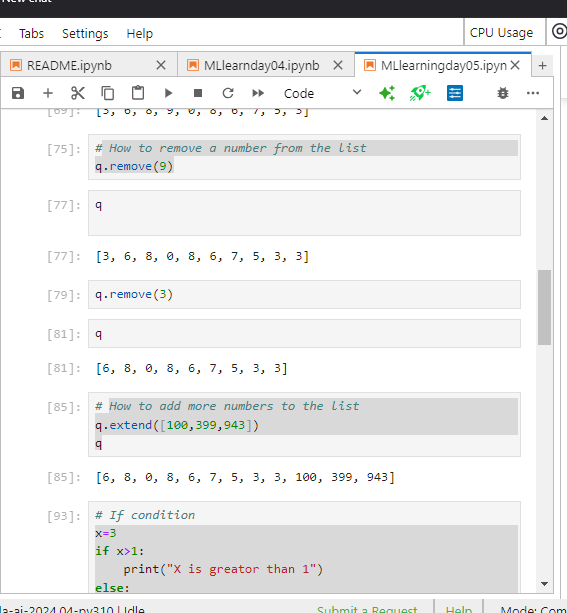 Tabs Settings Help CPU Usage
README.ipynb MLlearnday04.ipynb MLlearningday05.ipyn
Code
[69]: [3, 6, 8, 9, 0, 8, 6, 7, 5, 3]
[75]: # How to remove a number from the list
q.remove(9)
[77]: q
[77]: [3, 6, 8, 0, 8, 6, 7, 5, 3, 3]
[79]: q.remove(3)
[81]: q
[81]: [6, 8, 0, 8, 6, 7, 5, 3, 3]
[85]: # How to add more numbers to the list
q.extend([100,399,943])
q
[85]: [6, 8, 0, 8, 6, 7, 5, 3, 3, 100, 399, 943]
[93]: # If condition
x=3
if x>1:
print("X is greator than 1")
else:
la-ai-2024.04-py310 | Idle Submit a Request Help Mode: Com